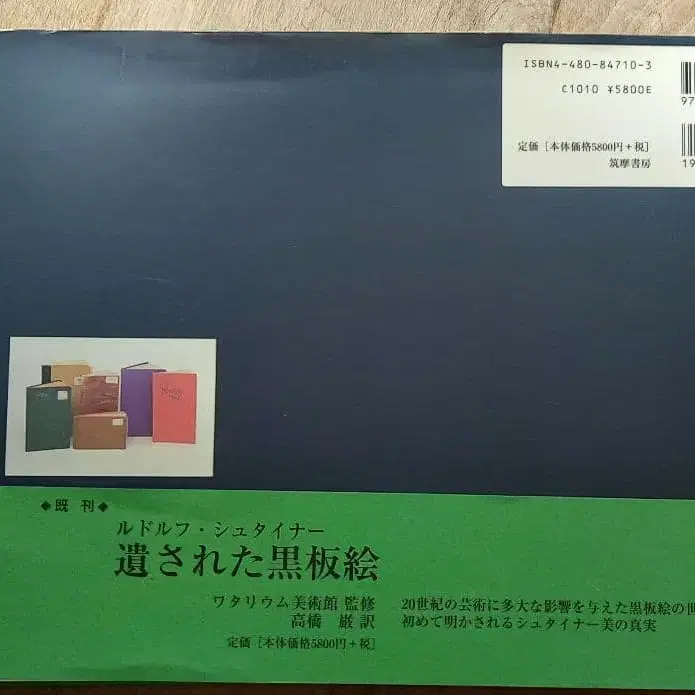 ISBN4-480-84710-3
C1010 ¥5800E
97
定価［本体価格5800円＋税］
筑摩書房
19
◆既 刊◆
ルドルフ・シュタイナー
遺された黒板絵
ワタリウム美術館 監修
高橋 巖 訳
定価［本体価格5800円＋税］
20世紀の芸術に多大な影響を与えた黒板絵の世
初めて明かされるシュタイナー美の真実